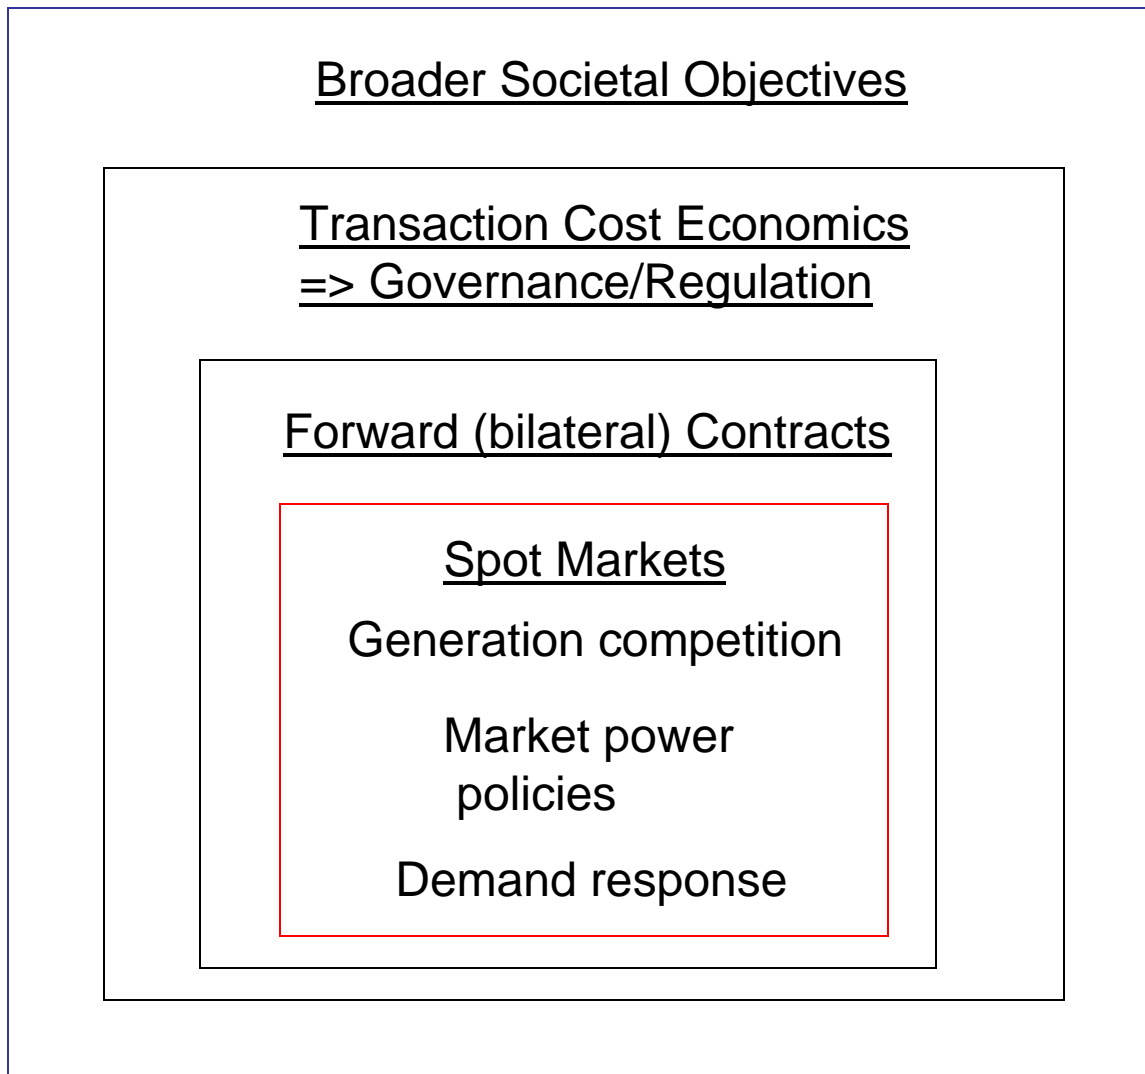 Broader Societal Objectives
Transaction Cost Economics
=> Governance/Regulation
Forward (bilateral) Contracts
Spot Markets
Generation competition
Market power
policies
Demand response